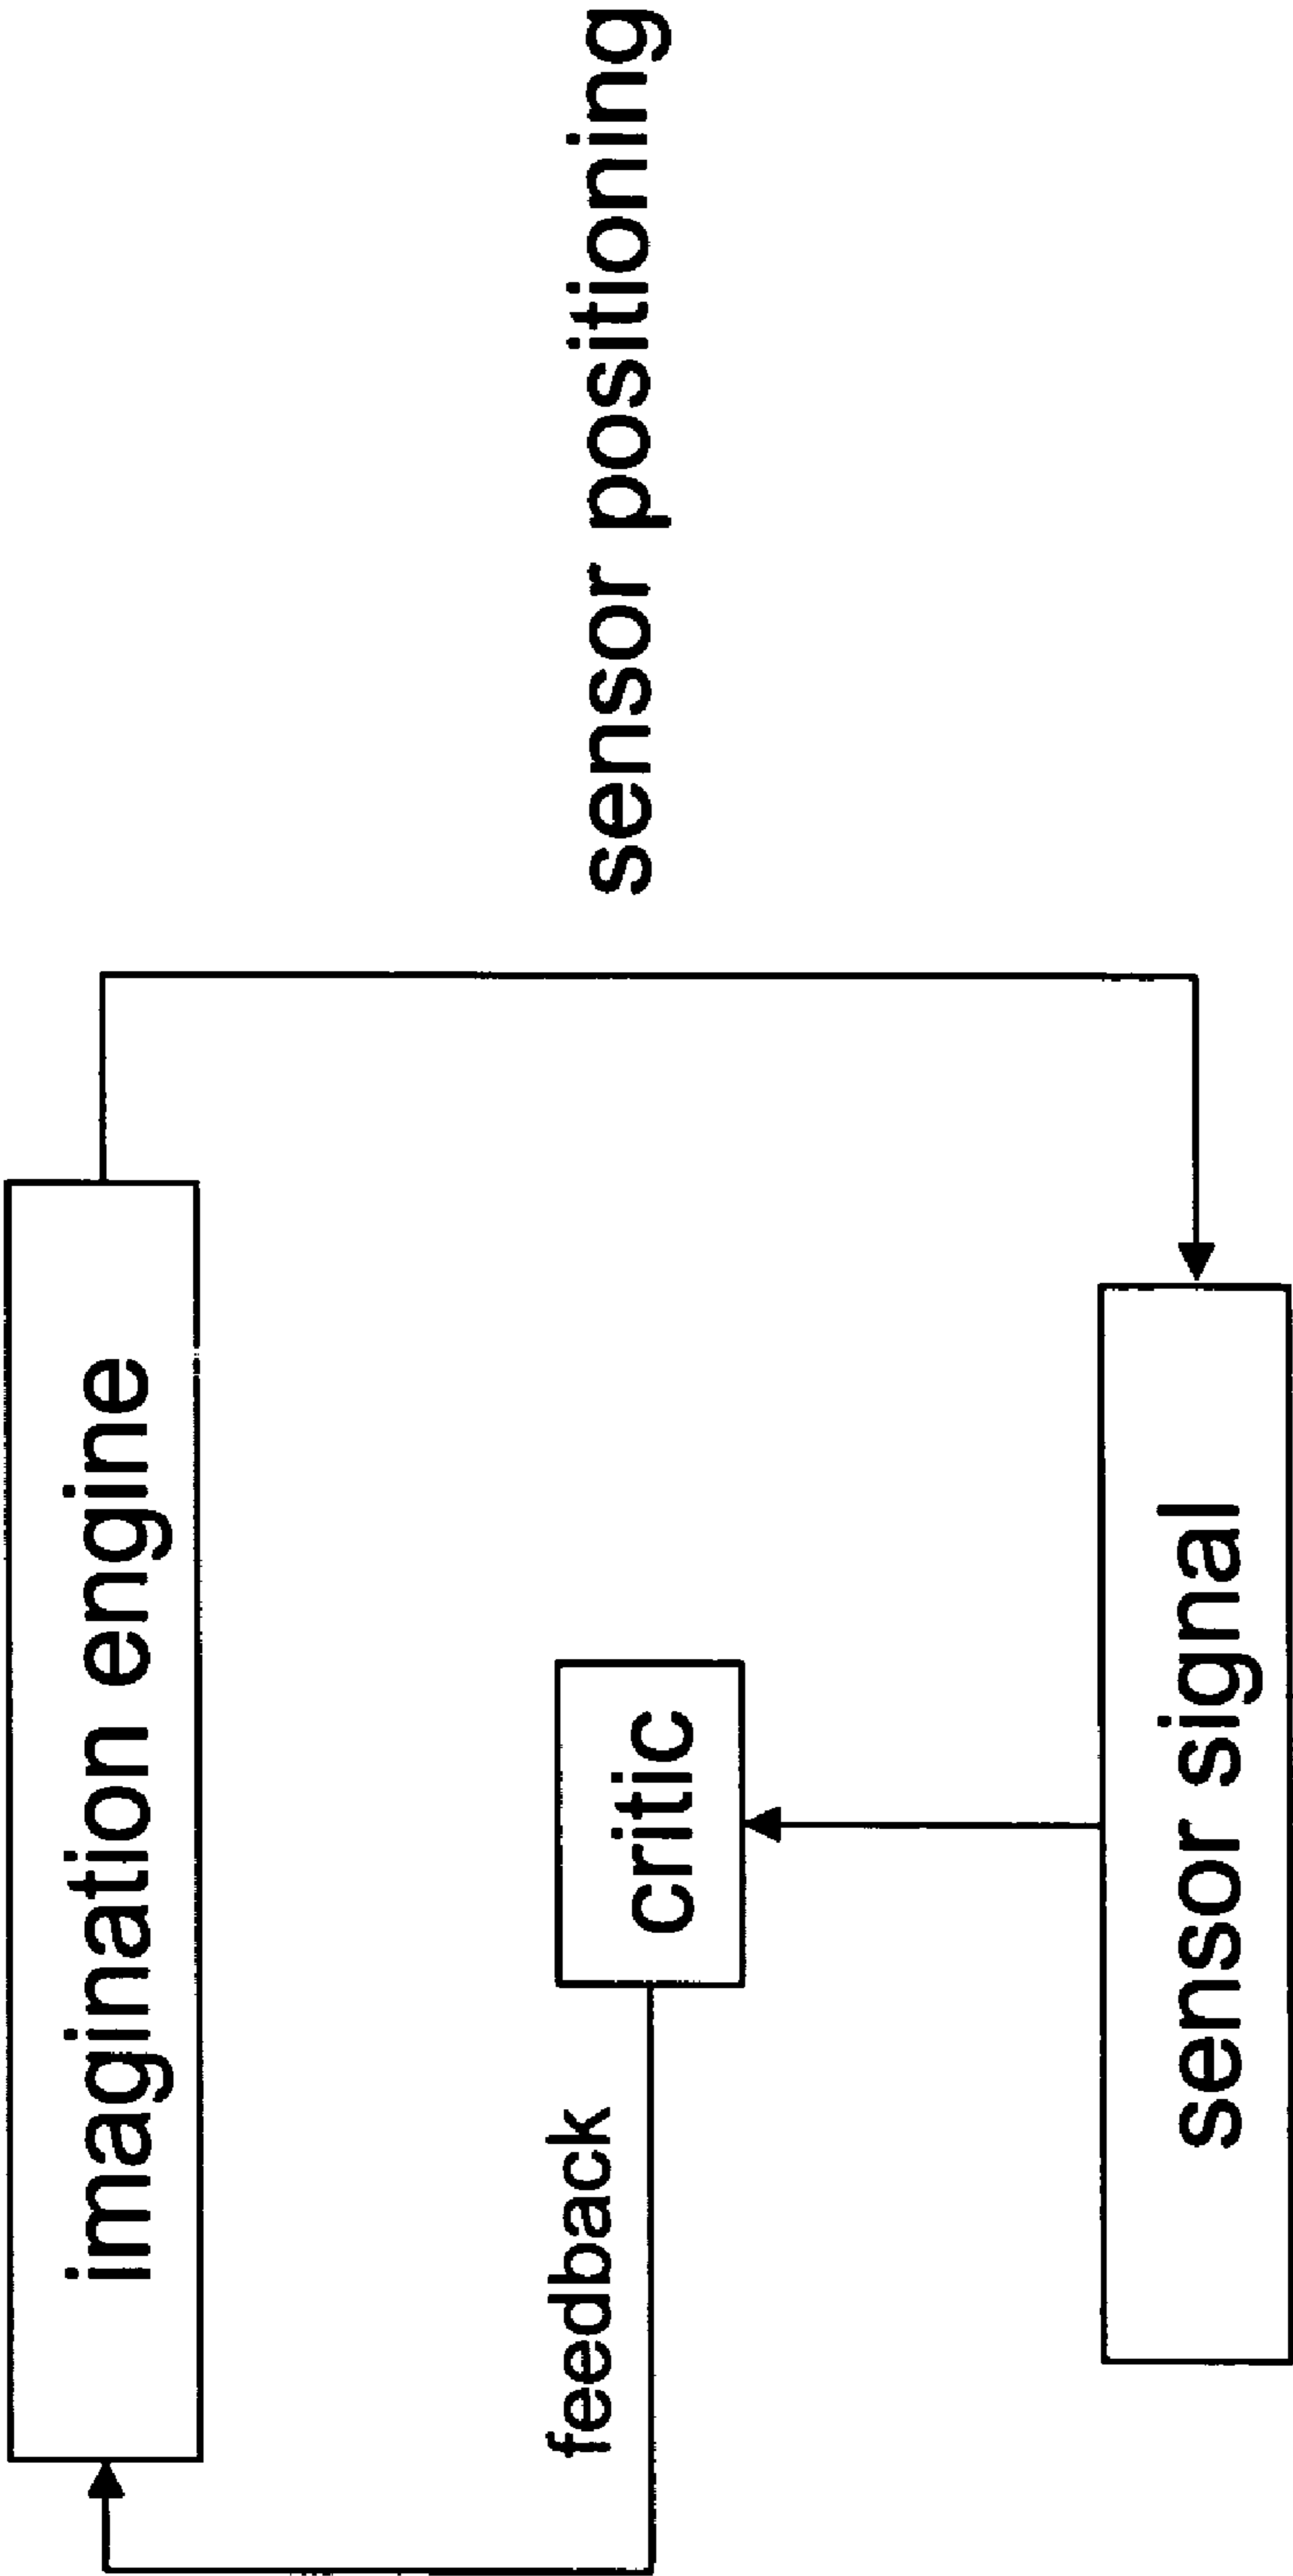 imagination engine
sensor positioning
feedback
critic
sensor signal